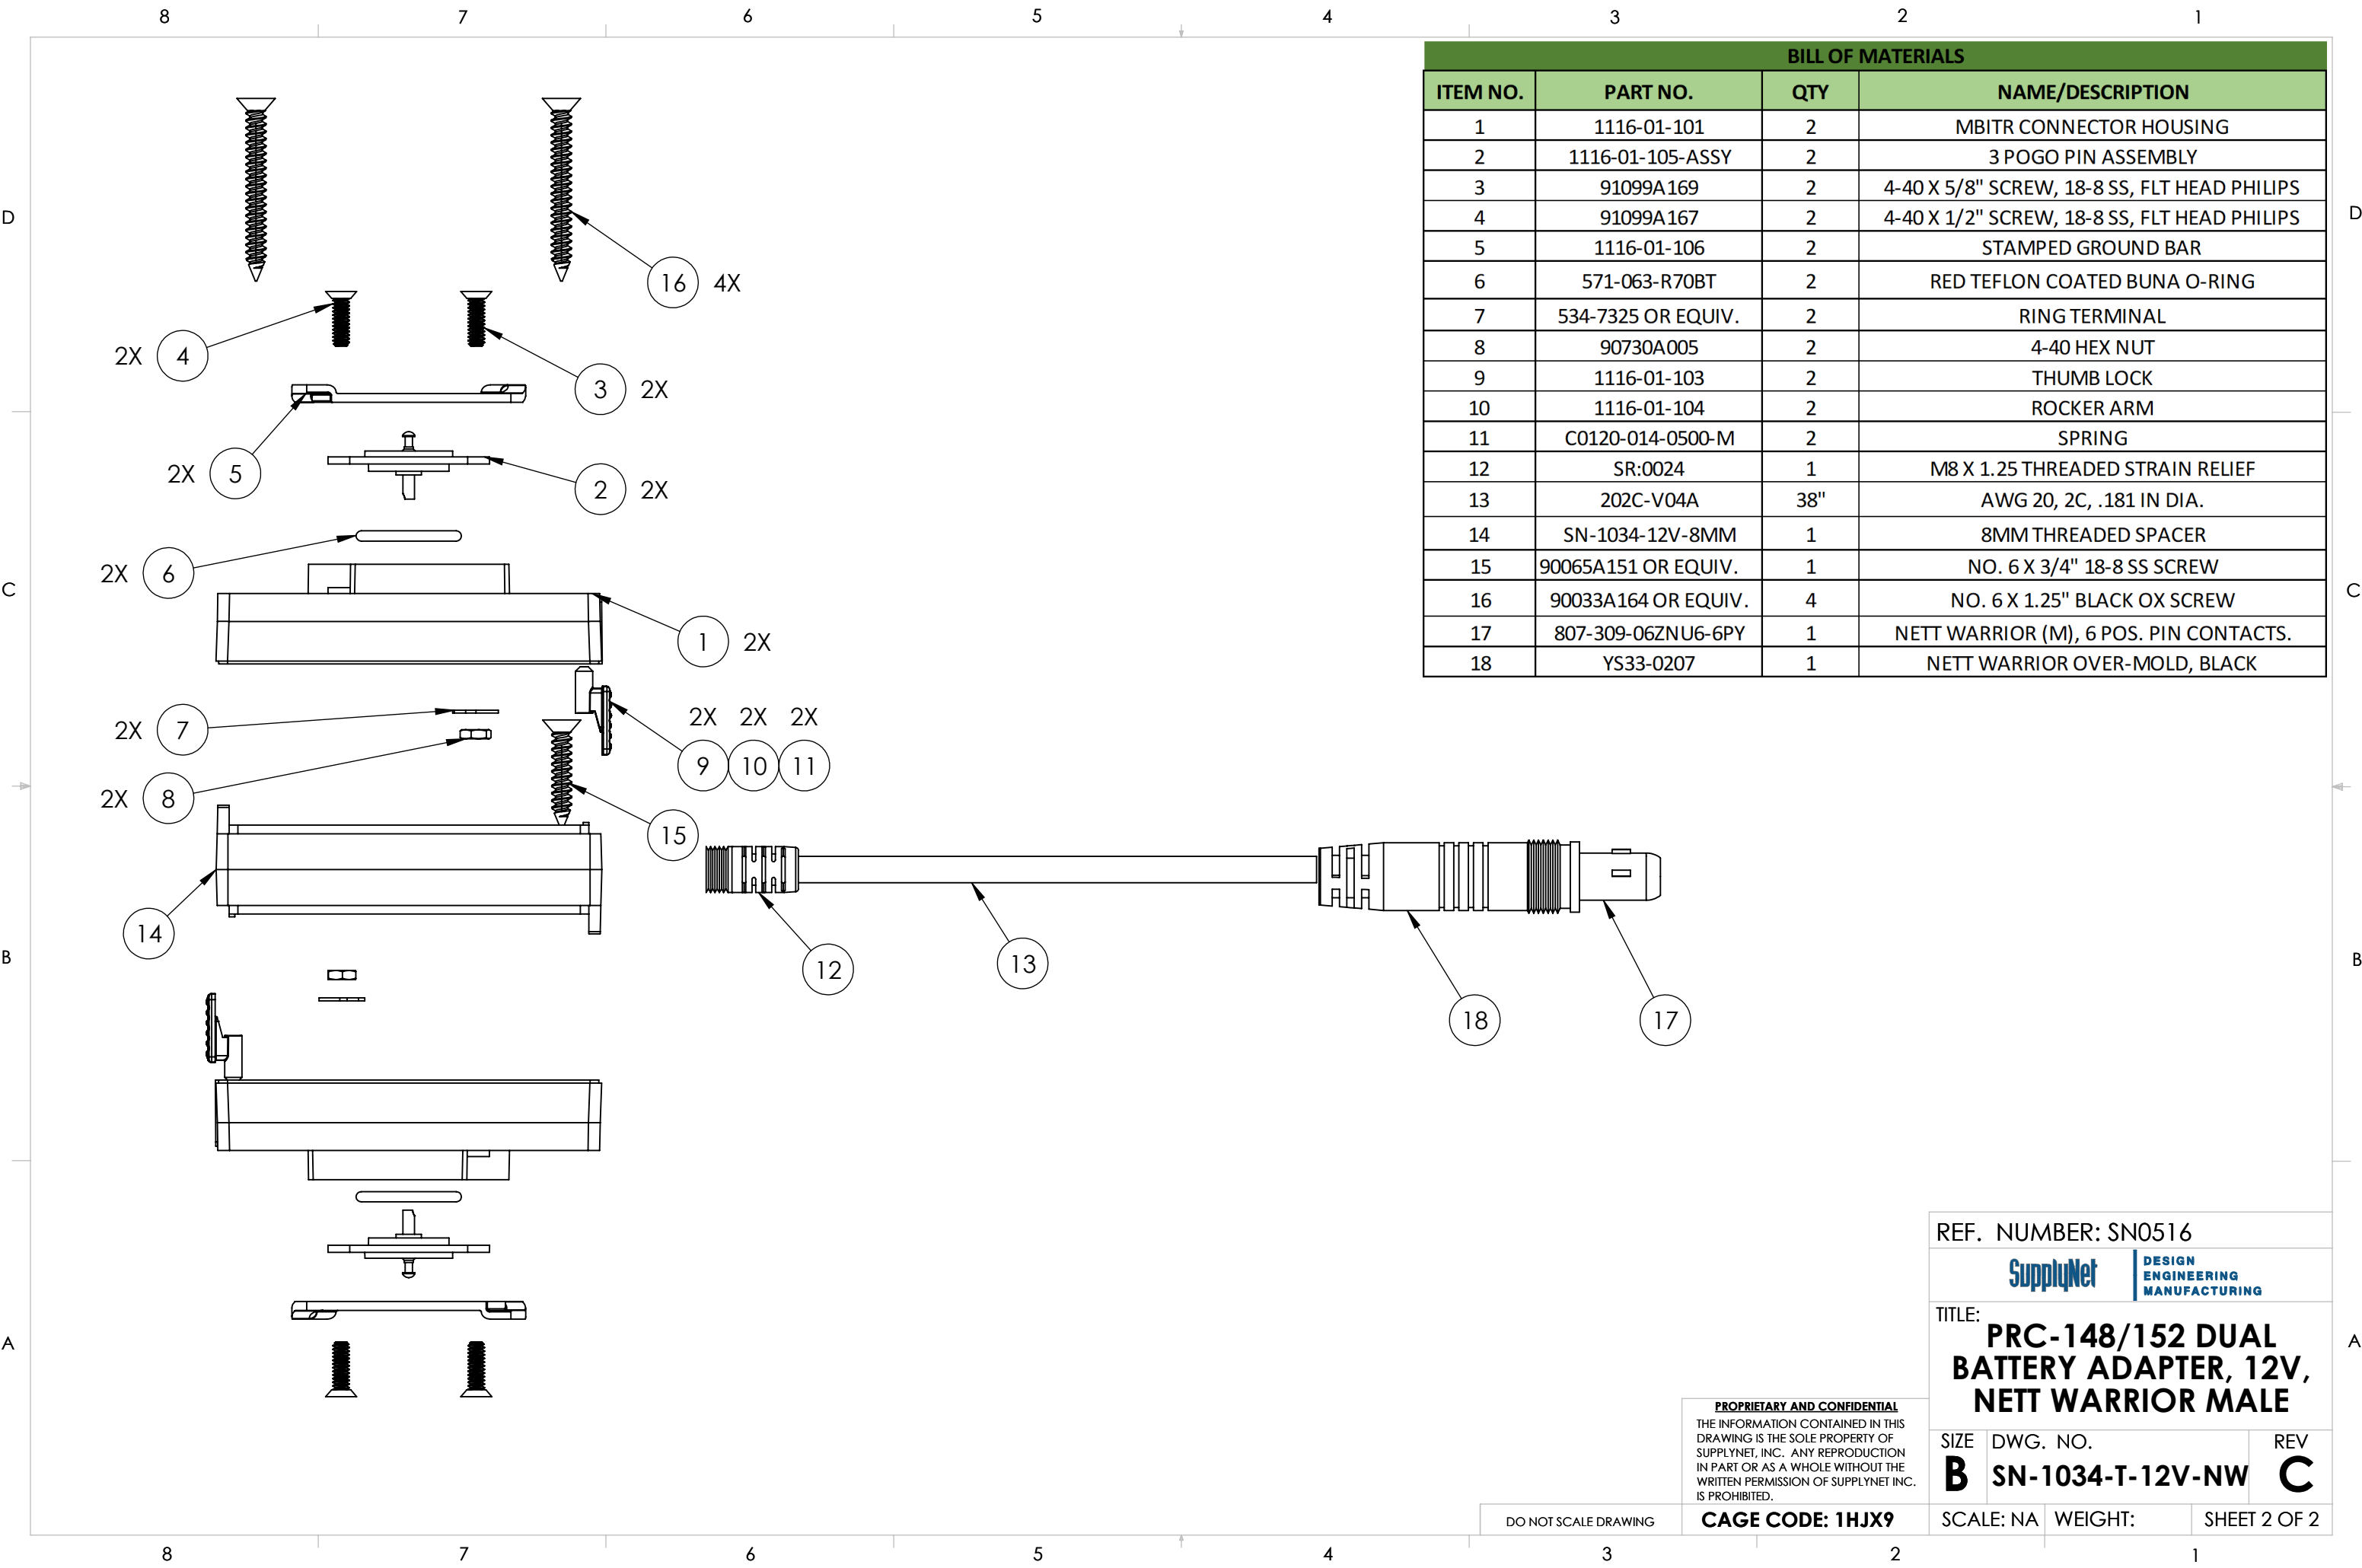 8 7 6 5 4 3 2 1
BILL OF MATERIALS
ITEM NO. PART NO. QTY NAME/DESCRIPTION
1 1116-01-101 2 MBITR CONNECTOR HOUSING
2 1116-01-105-ASSY 2 3 POGO PIN ASSEMBLY
3 91099A169 2 4-40 X 5/8" SCREW, 18-8 SS, FLT HEAD PHILIPS
4 91099A167 2 4-40 X 1/2" SCREW, 18-8 SS, FLT HEAD PHILIPS
5 1116-01-106 2 STAMPED GROUND BAR
6 571-063-R70BT 2 RED TEFLON COATED BUNA O-RING
7 534-7325 OR EQUIV. 2 RING TERMINAL
8 90730A005 2 4-40 HEX NUT
9 1116-01-103 2 THUMB LOCK
10 1116-01-104 2 ROCKER ARM
11 C0120-014-0500-M 2 SPRING
12 SR:0024 1 M8 X 1.25 THREADED STRAIN RELIEF
13 202C-V04A 38" AWG 20, 2C, .181 IN DIA.
14 SN-1034-12V-8MM 1 8MM THREADED SPACER
15 90065A151 OR EQUIV. 1 NO. 6 X 3/4" 18-8 SS SCREW
16 90033A164 OR EQUIV. 4 NO. 6 X 1.25" BLACK OX SCREW
17 807-309-06ZNU6-6PY 1 NETT WARRIOR (M), 6 POS. PIN CONTACTS.
18 YS33-0207 1 NETT WARRIOR OVER-MOLD, BLACK
D D
16 4X
2X 4
3 2X
2X 5
2 2X
2X 6
C C
1 2X
2X 7
2X 2X 2X
9 10 11
2X 8
15
14
12
13
B B
18
17
A A
REF. NUMBER: SN0516
SupplyNet
DESIGN
ENGINEERING
MANUFACTURING
TITLE:
PRC-148/152 DUAL
BATTERY ADAPTER, 12V,
NETT WARRIOR MALE
PROPRIETARY AND CONFIDENTIAL
THE INFORMATION CONTAINED IN THIS
DRAWING IS THE SOLE PROPERTY OF
SUPPLYNET, INC. ANY REPRODUCTION
IN PART OR AS A WHOLE WITHOUT THE
WRITTEN PERMISSION OF SUPPLYNET INC.
IS PROHIBITED.
SIZE DWG. NO. REV
B SN-1034-T-12V-NW C
DO NOT SCALE DRAWING CAGE CODE: 1HJX9 SCALE: NA WEIGHT: SHEET 2 OF 2
8 7 6 5 4 3 2 1